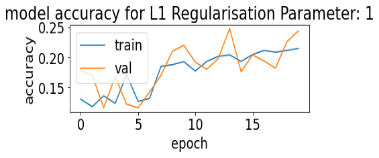 model accuracy for L1 Regularisation Parameter: 1
0.25
0.20
0.15
accuracy
train
val
0 5 10 15
epoch